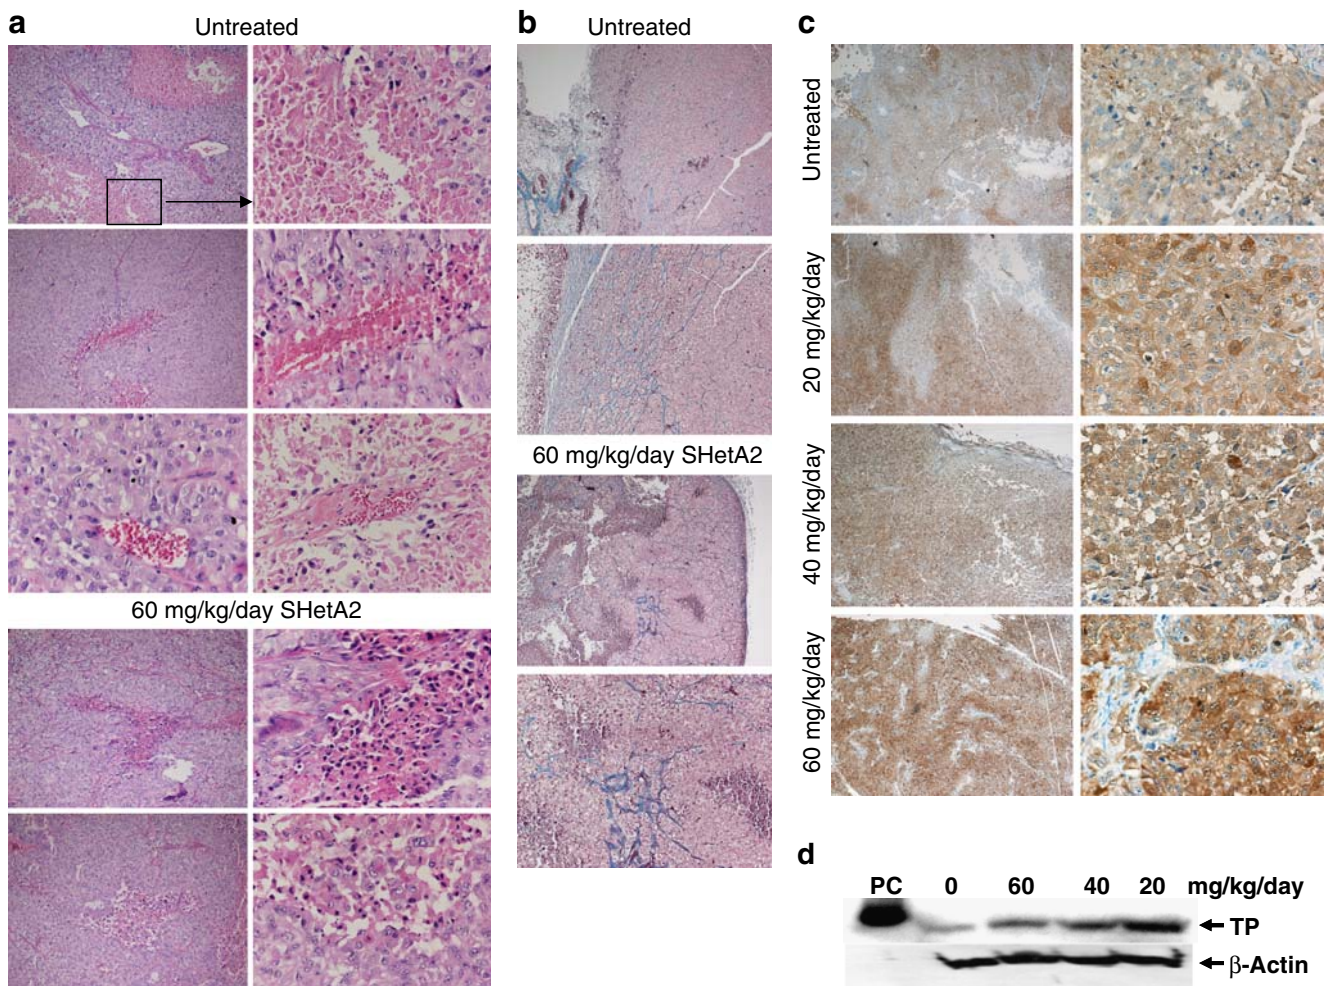 a
Untreated
60 mg/kg/day SHetA2
b
Untreated
60 mg/kg/day SHetA2
c
Untreated
20 mg/kg/day
40 mg/kg/day
60 mg/kg/day
d
PC 0 60 40 20 mg/kg/day
TP
β-Actin